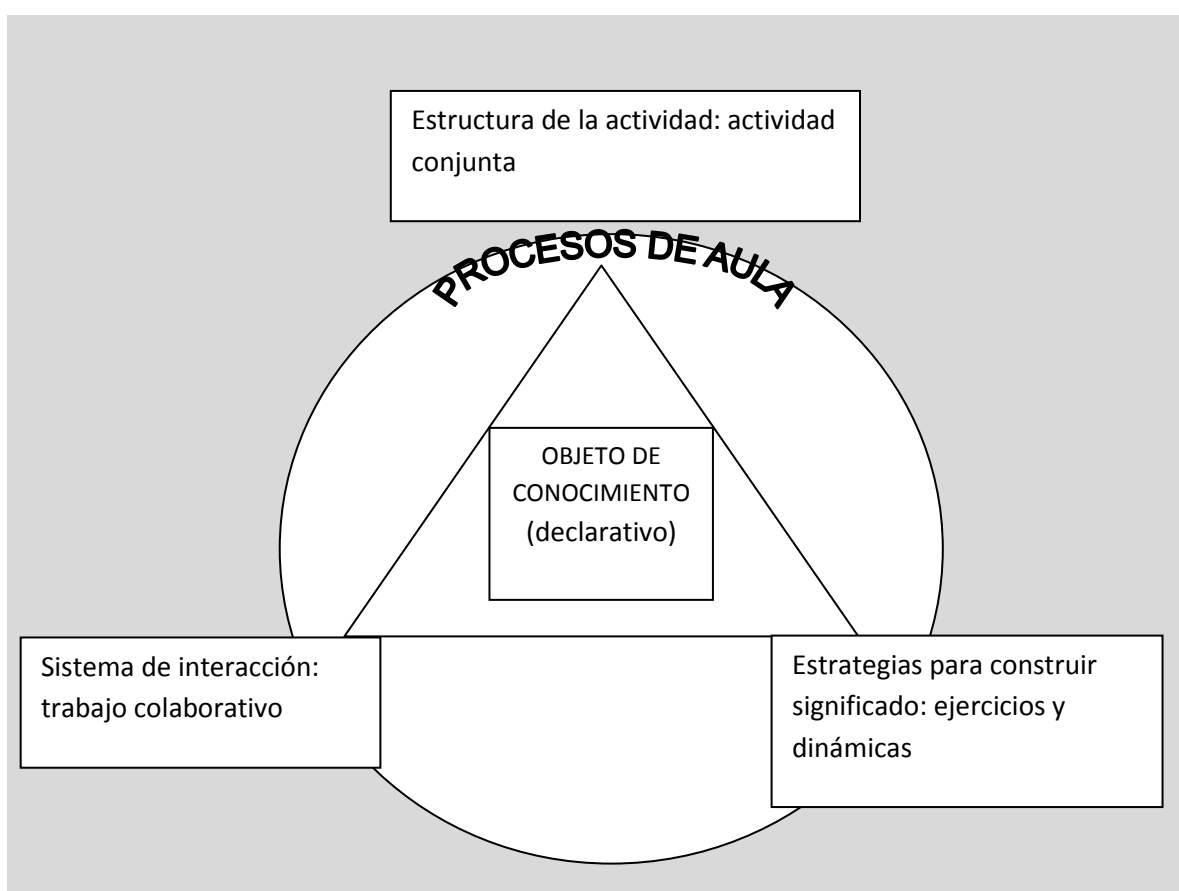 Estructura de la actividad: actividad
conjunta
PROCESOS DE AULA
OBJETO DE
CONOCIMIENTO
(declarativo)
Sistema de interacción:
trabajo colaborativo
Estrategias para construir
significado: ejercicios y
dinámicas